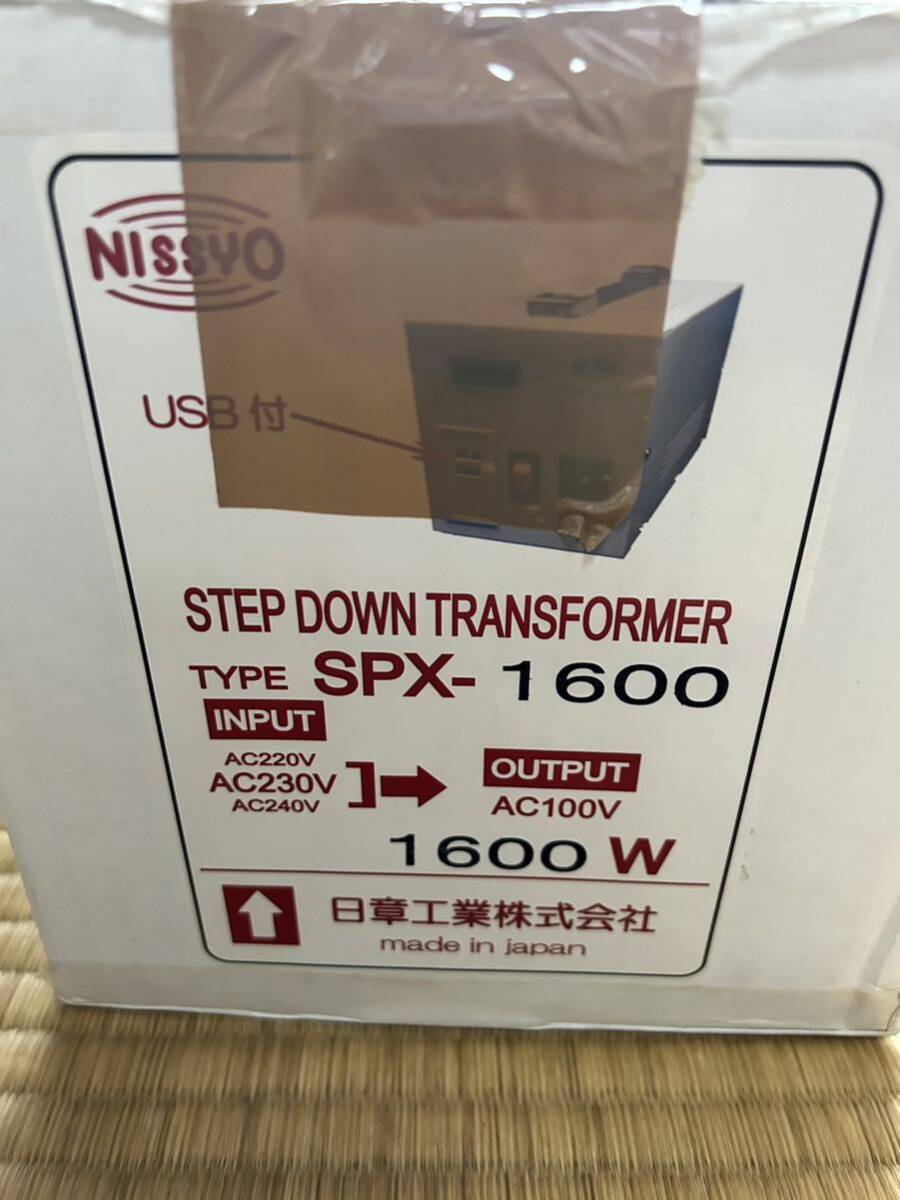 NISSYO
USB付
STEP DOWN TRANSFORMER
TYPE SPX- 1600
INPUT
AC220V
AC230V
AC240V
OUTPUT
AC100V
1600 W
日章工業株式会社
made in japan